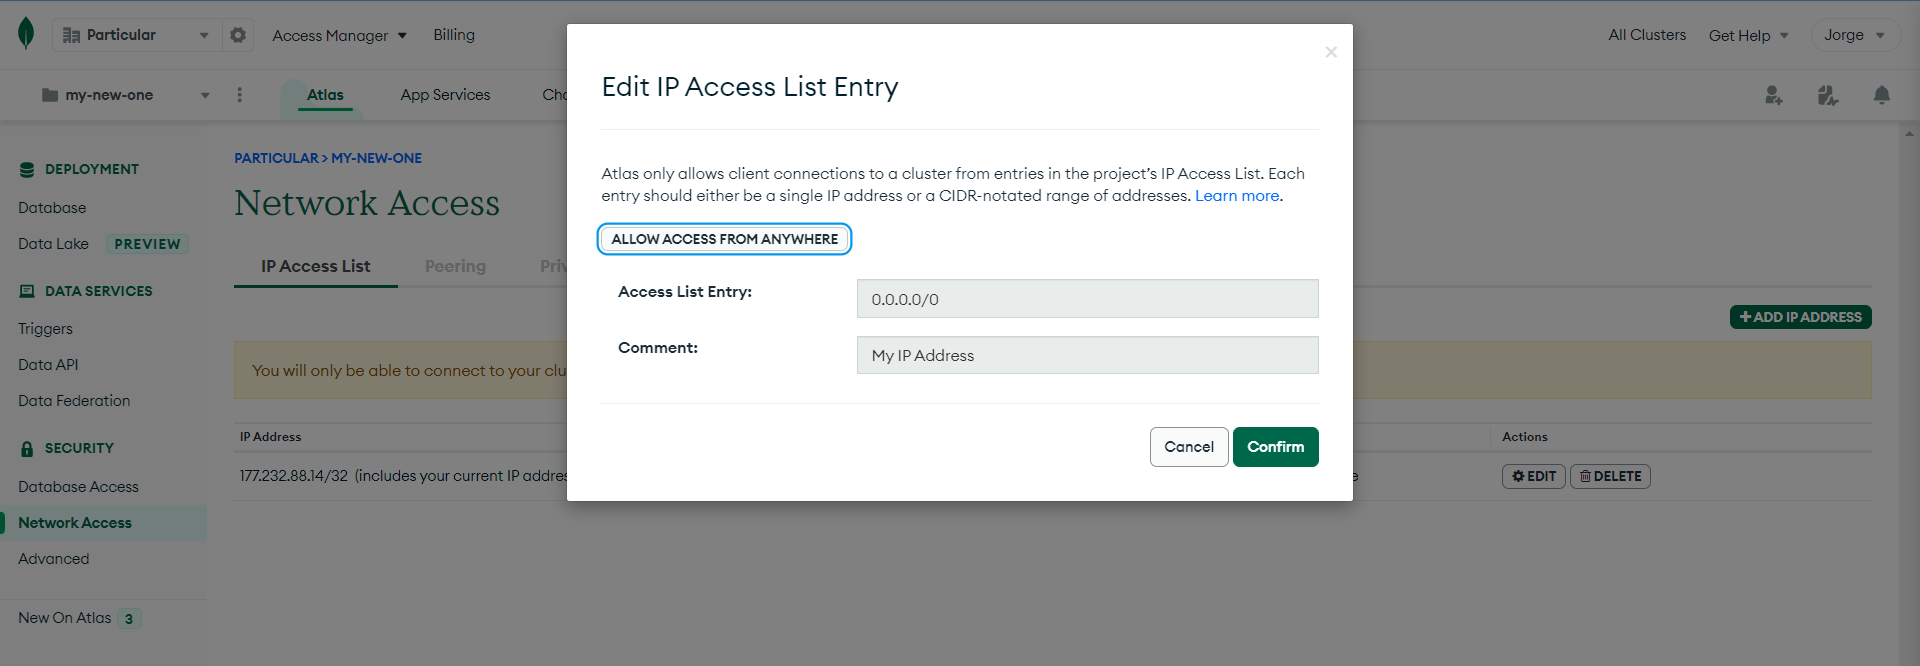 Particular
Access Manager
Billing
All Clusters
Get Help
Jorge
my-new-one
Atlas
App Services
DEPLOYMENT
Database
Data Lake PREVIEW
DATA SERVICES
Triggers
Data API
Data Federation
SECURITY
Database Access
Network Access
Advanced
New On Atlas 3
PARTICULAR > MY-NEW-ONE
Network Access
IP Access List
Peering
ADD IP ADDRESS
You will only be able to connect to your
IP Address
Actions
177.232.88.14/32 (includes your current IP
EDIT
DELETE
Edit IP Access List Entry
Atlas only allows client connections to a cluster from entries in the project's IP Access List. Each
entry should either be a single IP address or a CIDR-notated range of addresses. Learn more.
ALLOW ACCESS FROM ANYWHERE
Access List Entry:
0.0.0.0/0
Comment:
My IP Address
Cancel
Confirm